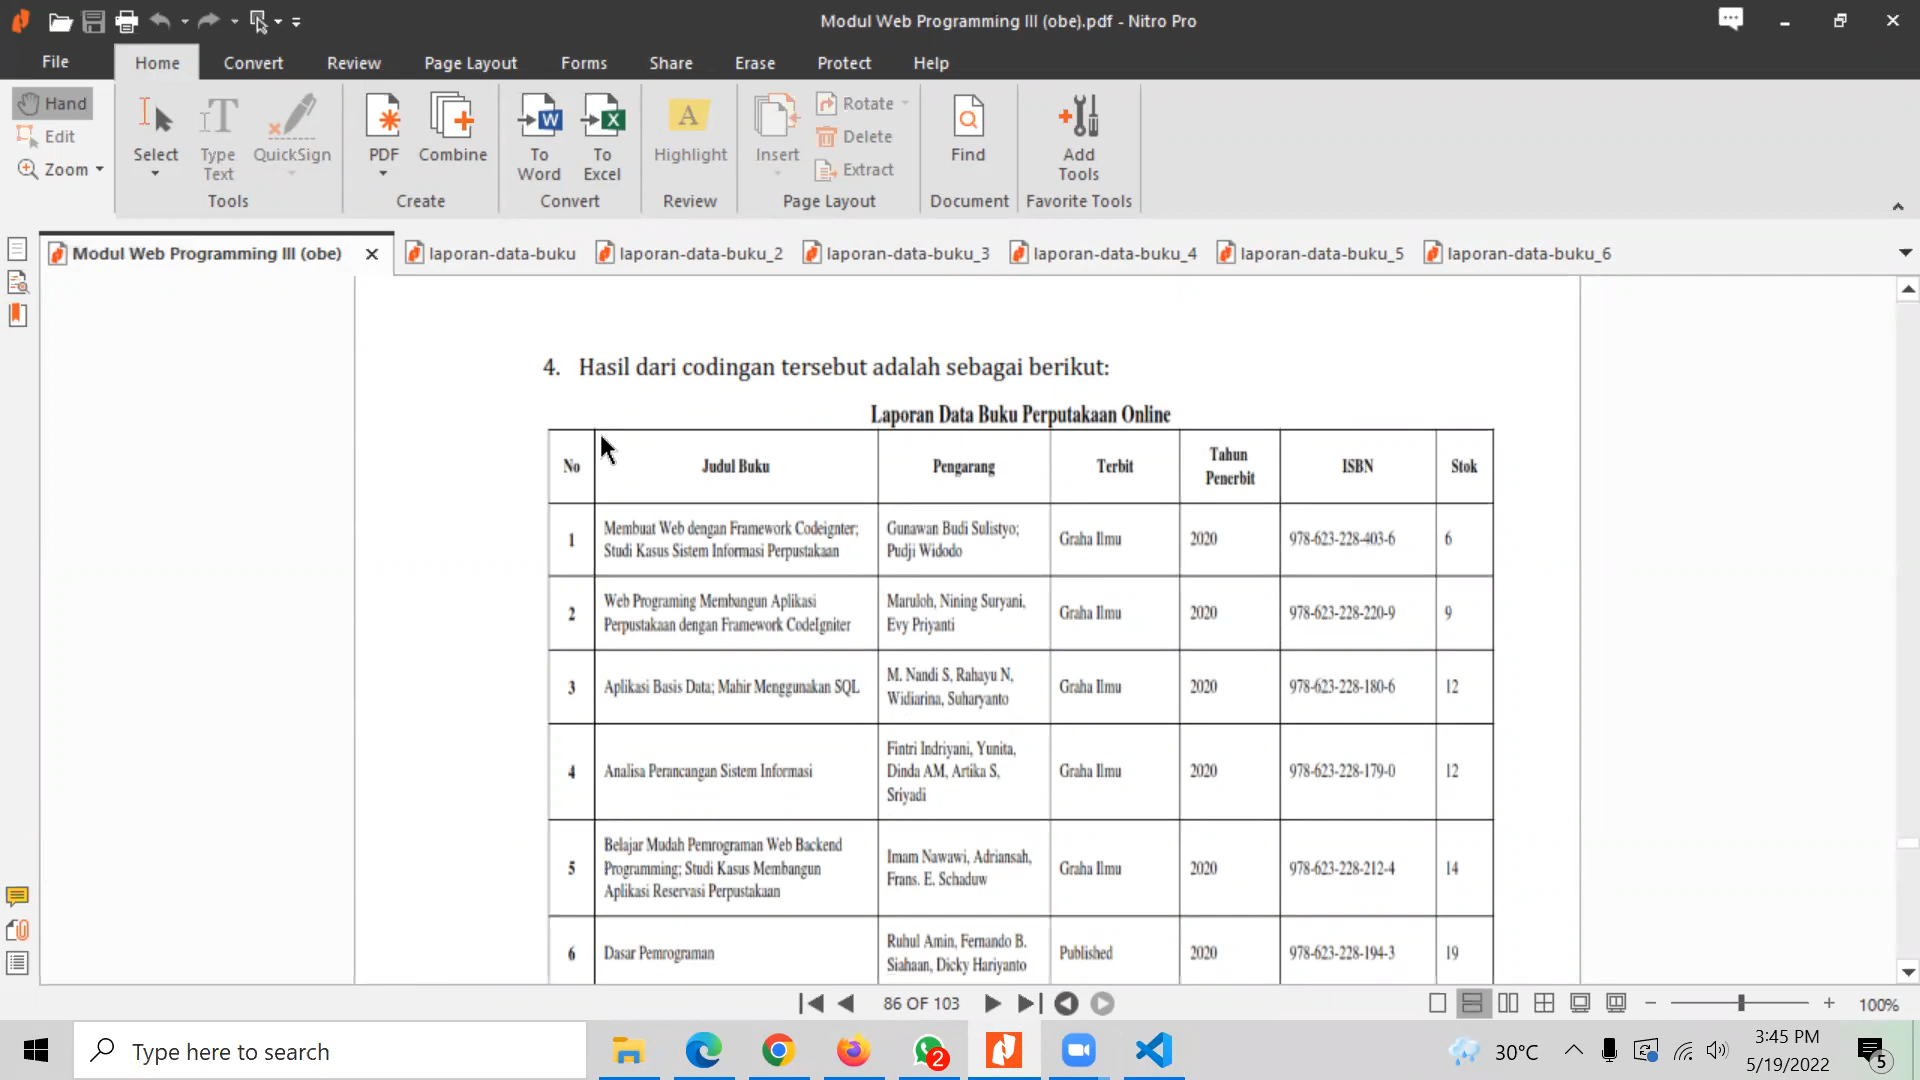 Modul Web Programming III (obe).pdf - Nitro Pro
File
Home
Convert
Review
Page Layout
Forms
Share
Erase
Protect
Help
Hand
Edit
Zoom
Select
Type
Text
QuickSign
Tools
PDF
Combine
Create
To
Word
To
Excel
Convert
Highlight
Review
Insert
Rotate
Delete
Extract
Page Layout
Find
Document
Add
Tools
Favorite Tools
Modul Web Programming III (obe)
laporan-data-buku
laporan-data-buku_2
laporan-data-buku_3
laporan-data-buku_4
laporan-data-buku_5
laporan-data-buku_6
4. Hasil dari codingan tersebut adalah sebagai berikut:
Laporan Data Buku Perputakaan Online
No
Judul Buku
Pengarang
Terbit
Tahun
Penerbit
ISBN
Stok
1
Membuat Web dengan Framework Codeignter;
Studi Kasus Sistem Informasi Perpustakaan
Gunawan Budi Sulistyo;
Pudji Widodo
Graha Ilmu
2020
978-623-228-403-6
6
2
Web Programing Membangun Aplikasi
Perpustakaan dengan Framework CodeIgniter
Maruloh, Nining Suryani,
Evy Priyanti
Graha Ilmu
2020
978-623-228-220-9
9
3
Aplikasi Basis Data; Mahir Menggunakan SQL
M. Nandi S, Rahayu N,
Widiarina, Suharyanto
Graha Ilmu
2020
978-623-228-180-6
12
4
Analisa Perancangan Sistem Informasi
Fintri Indriyani, Yunita,
Dinda AM, Artika S,
Sriyadi
Graha Ilmu
2020
978-623-228-179-0
12
5
Belajar Mudah Pemrograman Web Backend
Programming; Studi Kasus Membangun
Aplikasi Reservasi Perpustakaan
Imam Nawawi, Adriansah,
Frans. E. Schaduw
Graha Ilmu
2020
978-623-228-212-4
14
6
Dasar Pemrograman
Ruhul Amin, Fernando B.
Siahaan, Dicky Hariyanto
Published
2020
978-623-228-194-3
19
86 OF 103
100%
Type here to search
2
30°C
3:45 PM
5/19/2022
5